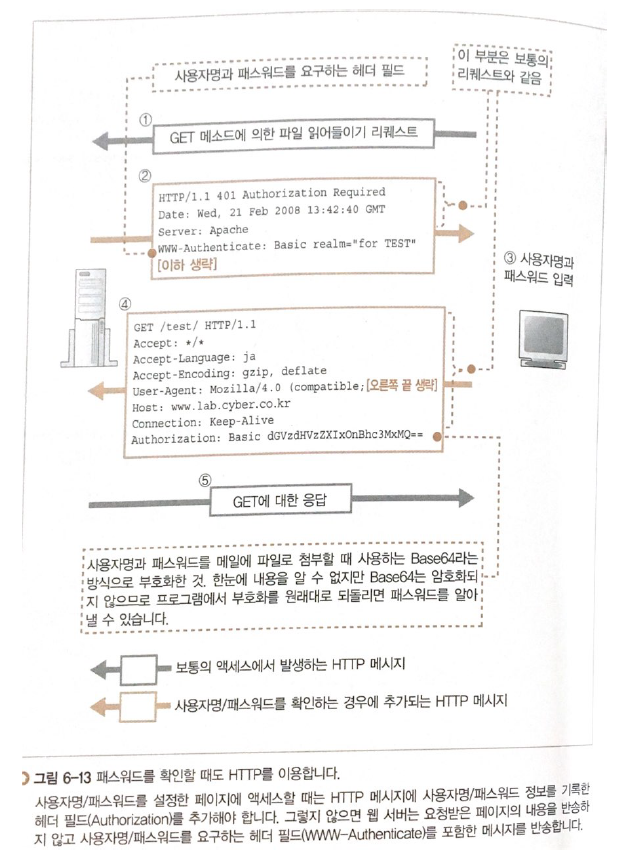 사용자명과 패스워드를 요구하는 헤더 필드
이 부분은 보통의
리퀘스트와 같음
①
GET 메소드에 의한 파일 읽어들이기 리퀘스트
②
HTTP/1.1 401 Authorization Required
Date: Wed, 21 Feb 2008 13:42:40 GMT
Server: Apache
WWW-Authenticate: Basic realm="for TEST"
[이하 생략]
③ 사용자명과
패스워드 입력
④
GET /test/ HTTP/1.1
Accept: */*
Accept-Language: ja
Accept-Encoding: gzip, deflate
User-Agent: Mozilla/4.0 (compatible;[오른쪽 끝 생략]
Host: www.lab.cyber.co.kr
Connection: Keep-Alive
Authorization: Basic dGVzdHVzZXIxOnBhc3MxMQ==
⑤
GET에 대한 응답
사용자명과 패스워드를 메일에 파일로 첨부할 때 사용하는 Base64라는
방식으로 부호화한 것. 한눈에 내용을 알 수 없지만 Base64는 암호화되
지 않으므로 프로그램에서 부호화를 원래대로 되돌리면 패스워드를 알아
낼 수 있습니다.
보통의 액세스에서 발생하는 HTTP 메시지
사용자명/패스워드를 확인하는 경우에 추가되는 HTTP 메시지
그림 6-13 패스워드를 확인할 때도 HTTP를 이용합니다.
사용자명/패스워드를 설정한 페이지에 액세스할 때는 HTTP 메시지에 사용자명/패스워드 정보를 기록한
헤더 필드(Authorization)를 추가해야 합니다. 그렇지 않으면 웹 서버는 요청받은 페이지의 내용을 반송하
지 않고 사용자명/패스워드를 요구하는 헤더 필드(WWW-Authenticate)를 포함한 메시지를 반송합니다.